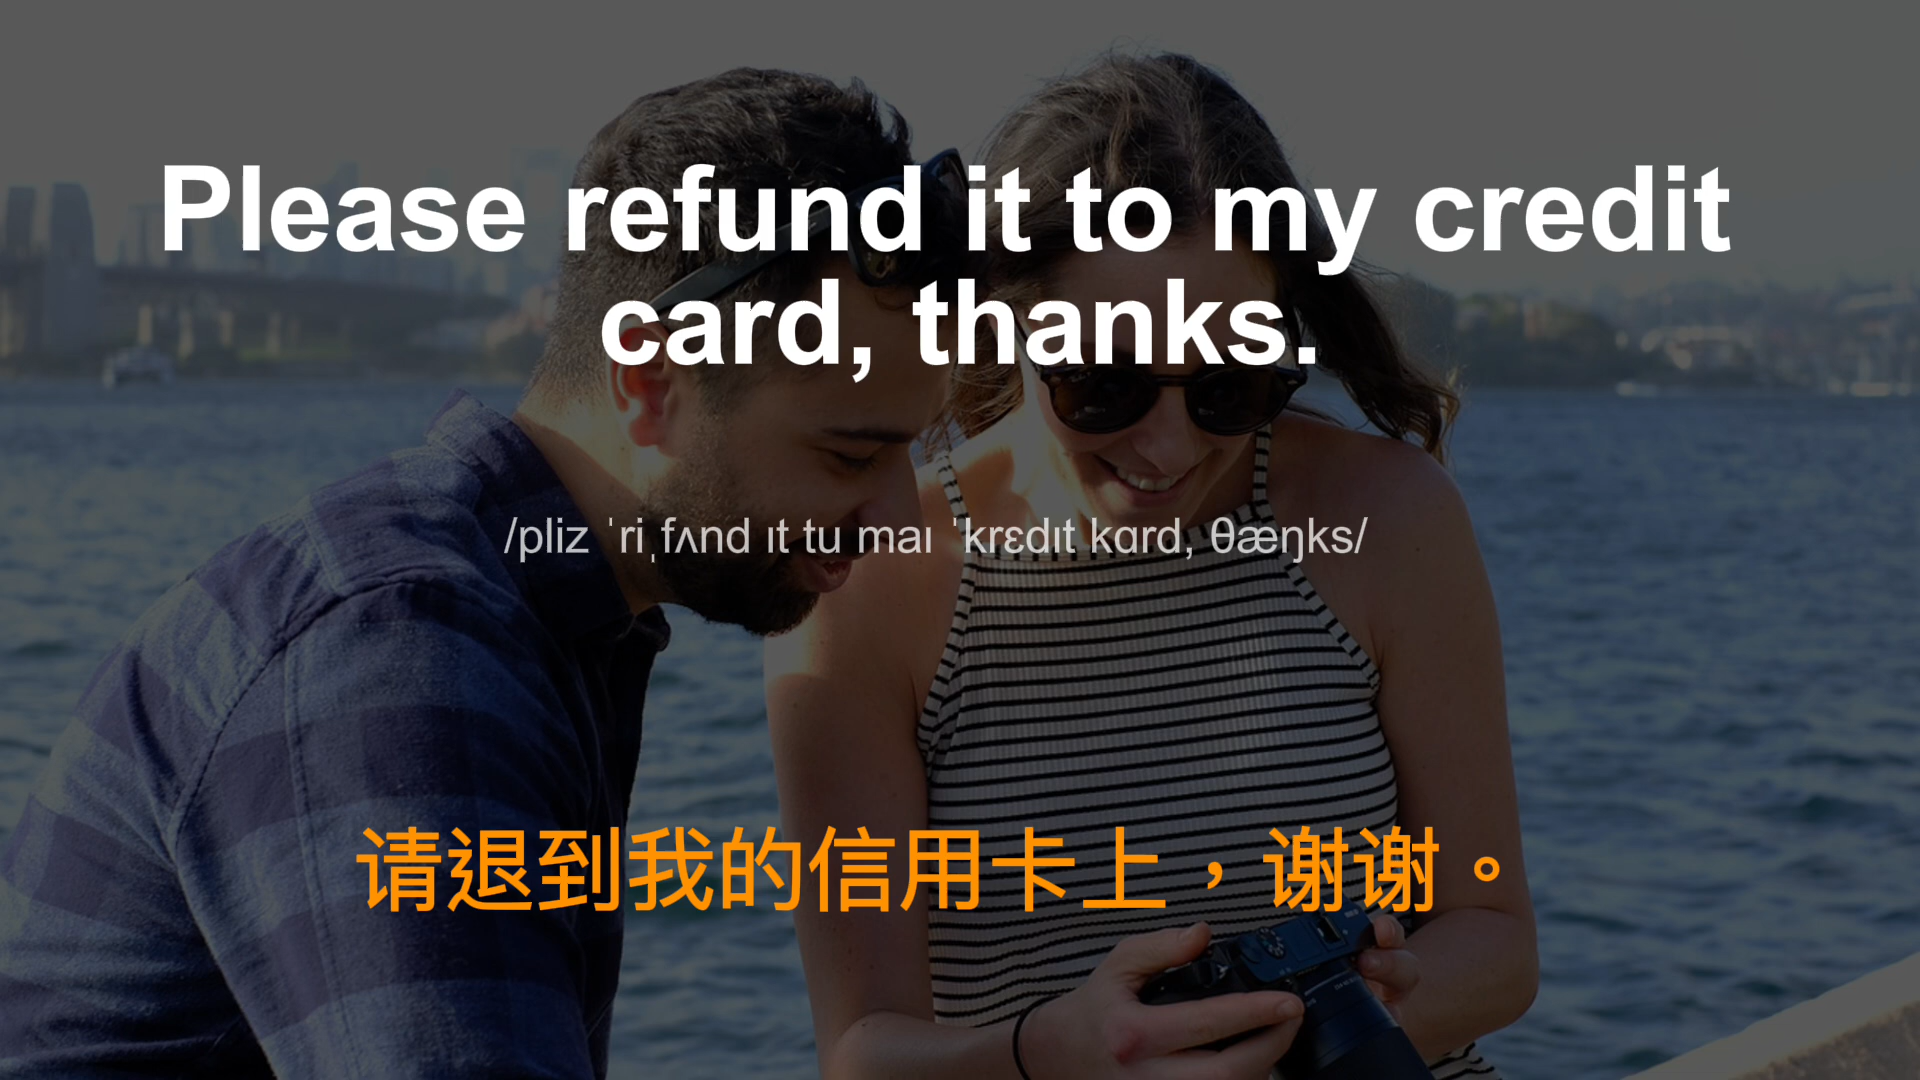 Please refund it to my credit
card, thanks.
/pliz ˈriˌfʌnd ɪt tu maɪ ˈkrɛdɪt kɑrd, θæŋks/
请退到我的信用卡上，谢谢。